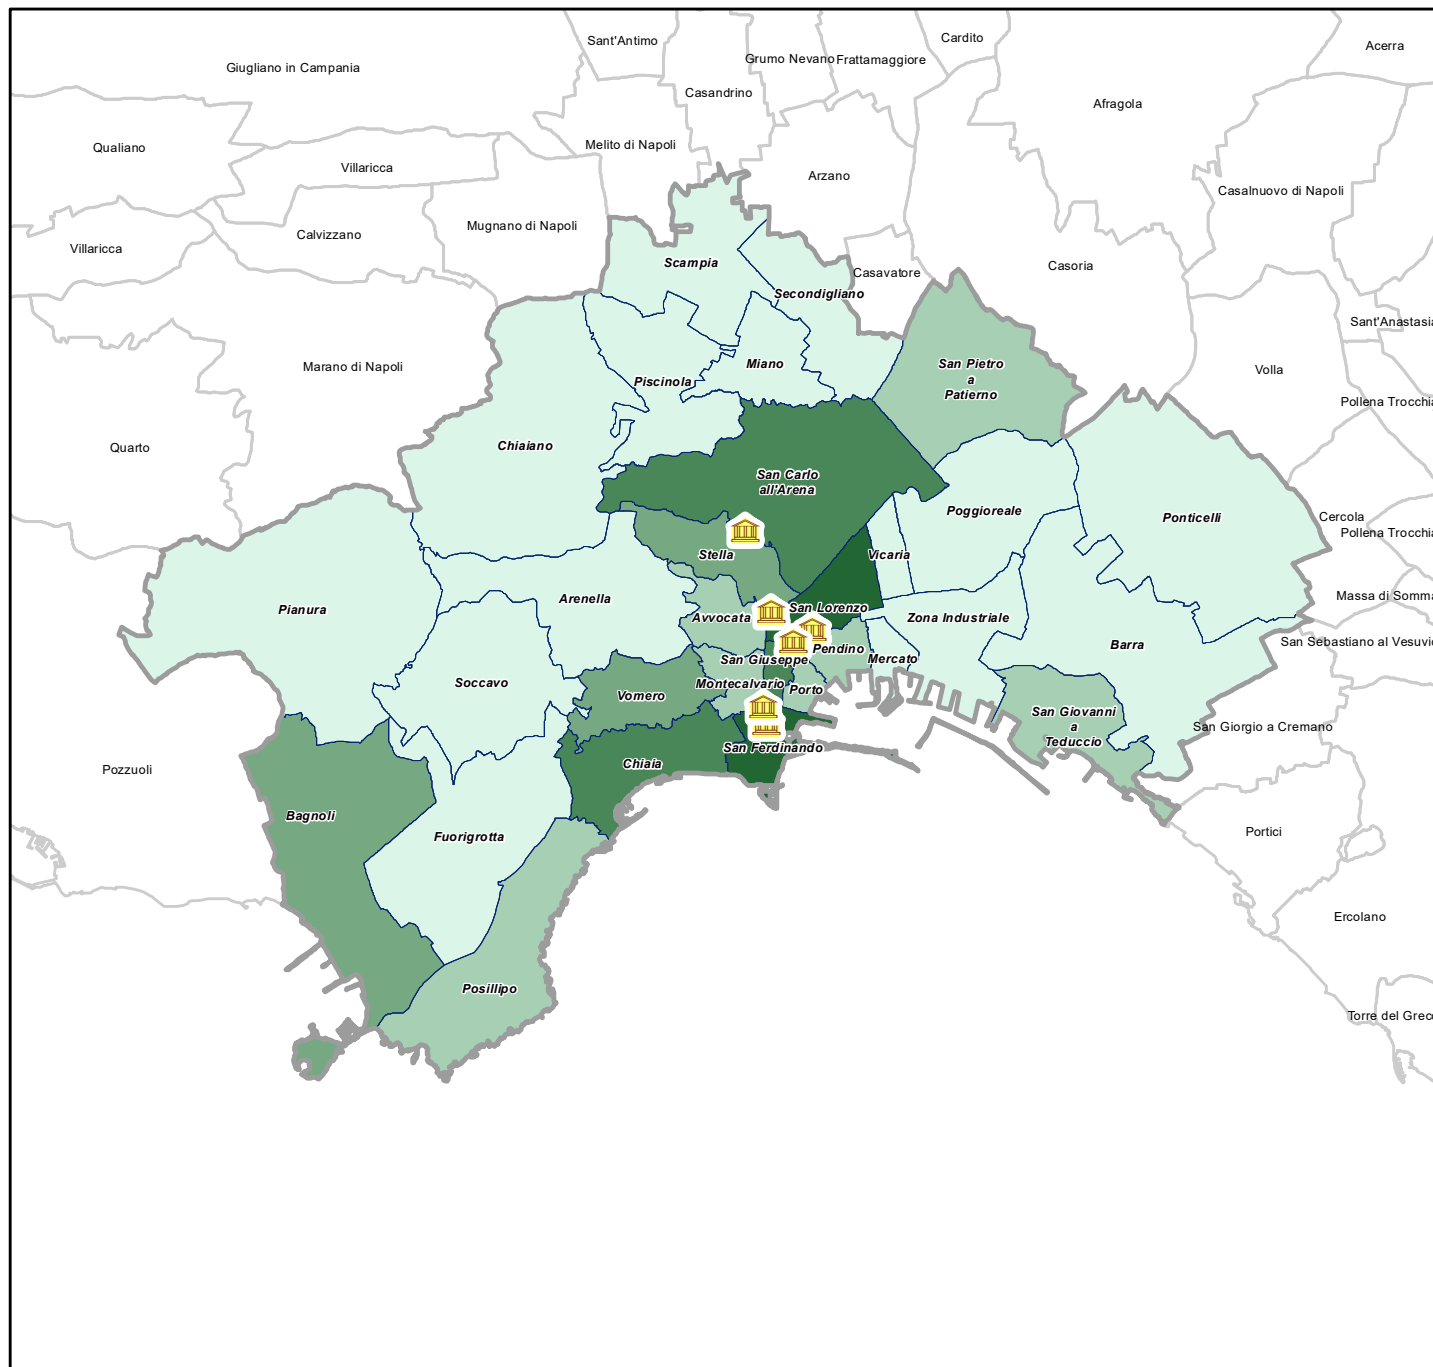 Sant'Antimo
Cardito
Acerra
Giugliano in Campania
Grumo Nevano
Frattamaggiore
Casandrino
Afragola
Qualiano
Melito di Napoli
Villaricca
Arzano
Casalnuovo di Napoli
Villaricca
Calvizzano
Mugnano di Napoli
Scampia
Casavatore
Casoria
Secondigliano
Sant'Anastasia
Marano di Napoli
Piscinola
Miano
San Pietro
a
Patierno
Volla
Pollena Trocchia
Quarto
Chiaiano
San Carlo
all'Arena
Poggioreale
Ponticelli
Cercola
Pollena Trocchia
Stella
Vicaria
Pianura
Arenella
Avvocata
San Lorenzo
Zona Industriale
Massa di Somma
San Sebastiano al Vesuvio
Barra
San Giuseppe
Pendino
Mercato
Soccavo
Vomero
Montecalvario
Porto
San Giovanni
a
Teduccio
San Giorgio a Cremano
San Ferdinando
Pozzuoli
Chiaia
Bagnoli
Fuorigrotta
Portici
Ercolano
Posillipo
Torre del Greco